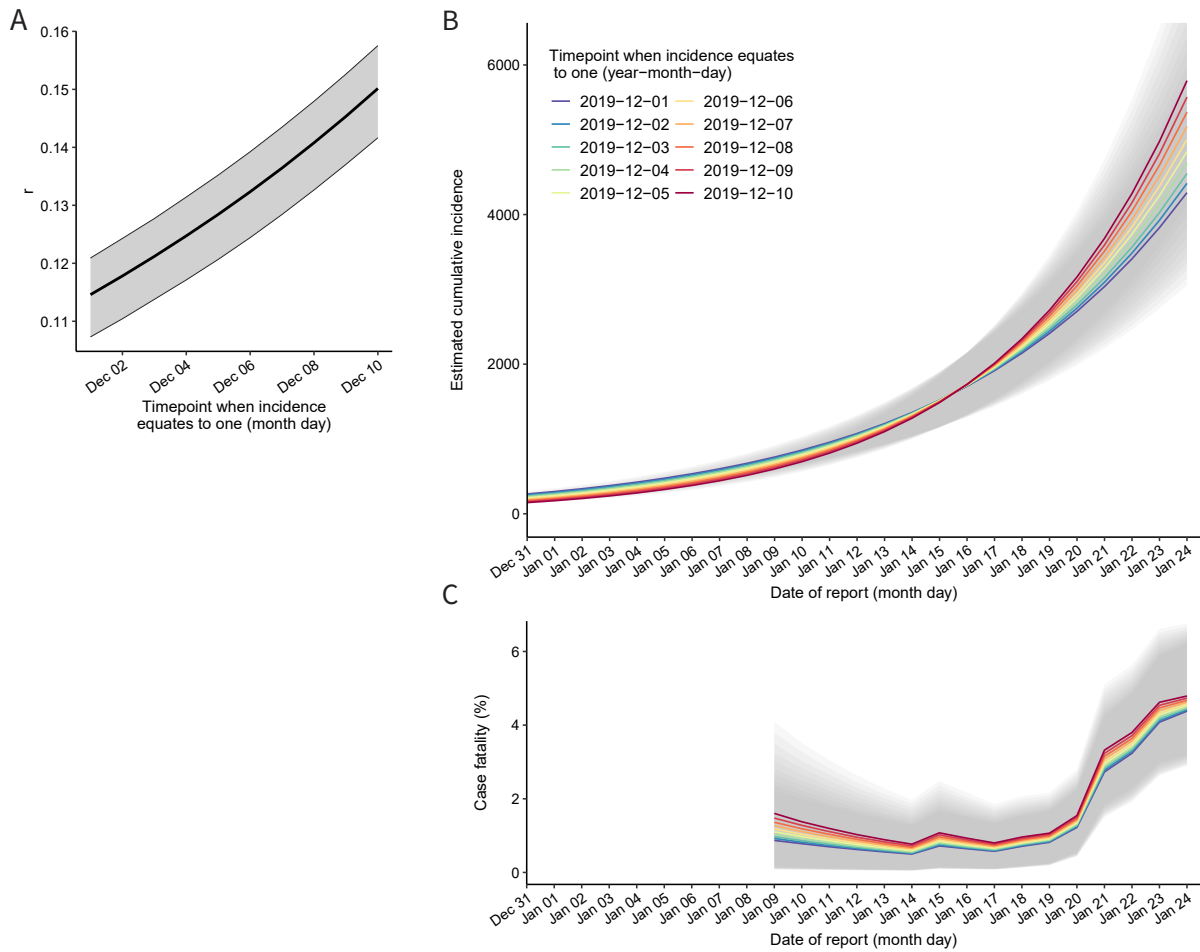 A
0.16
0.15
0.14
0.13
0.12
0.11
r
Dec 02
Dec 04
Dec 06
Dec 08
Dec 10
Timepoint when incidence
equates to one (month day)
B
6000
4000
2000
0
Estimated cumulative incidence
Timepoint when incidence equates
to one (year−month−day)
2019−12−01
2019−12−02
2019−12−03
2019−12−04
2019−12−05
2019−12−06
2019−12−07
2019−12−08
2019−12−09
2019−12−10
Dec 31
Jan 01
Jan 02
Jan 03
Jan 04
Jan 05
Jan 06
Jan 07
Jan 08
Jan 09
Jan 10
Jan 11
Jan 12
Jan 13
Jan 14
Jan 15
Jan 16
Jan 17
Jan 18
Jan 19
Jan 20
Jan 21
Jan 22
Jan 23
Jan 24
Date of report (month day)
C
6
4
2
0
Case fatality (%)
Dec 31
Jan 01
Jan 02
Jan 03
Jan 04
Jan 05
Jan 06
Jan 07
Jan 08
Jan 09
Jan 10
Jan 11
Jan 12
Jan 13
Jan 14
Jan 15
Jan 16
Jan 17
Jan 18
Jan 19
Jan 20
Jan 21
Jan 22
Jan 23
Jan 24
Date of report (month day)